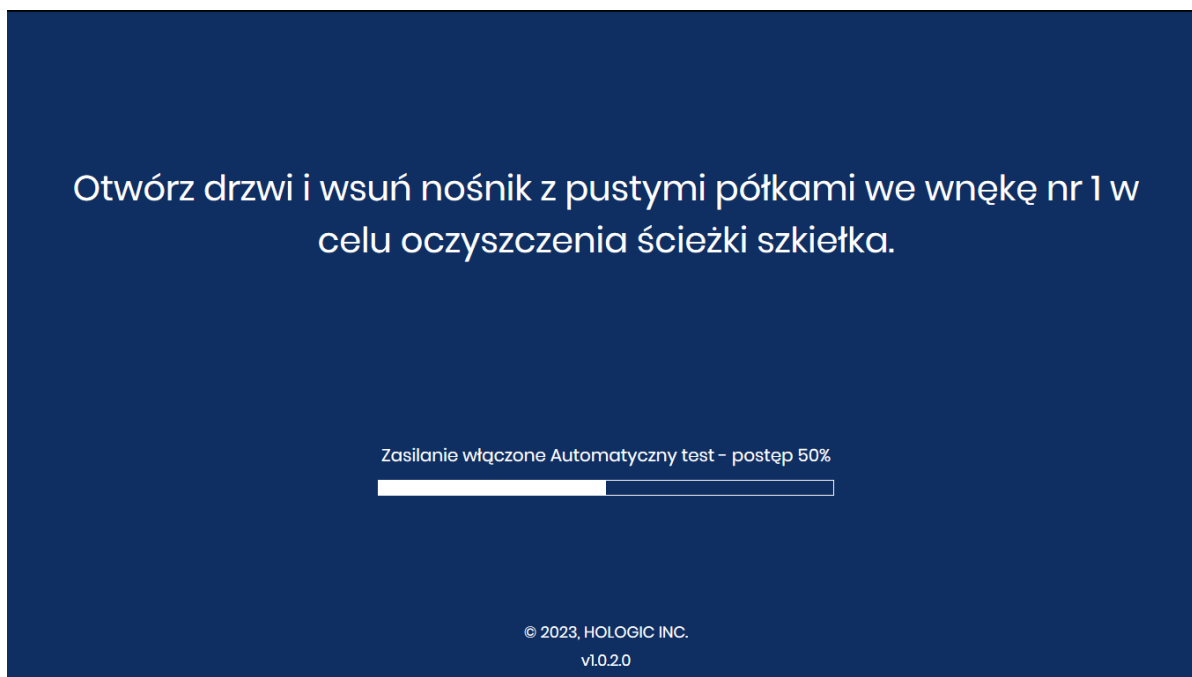 Otwórz drzwi i wsuń nośnik z pustymi półkami we wnękę nr 1 w
celu oczyszczenia ścieżki szkiełka.
Zasilanie włączone Automatyczny test - postęp 50%
© 2023, HOLOGIC INC.
v1.0.2.0